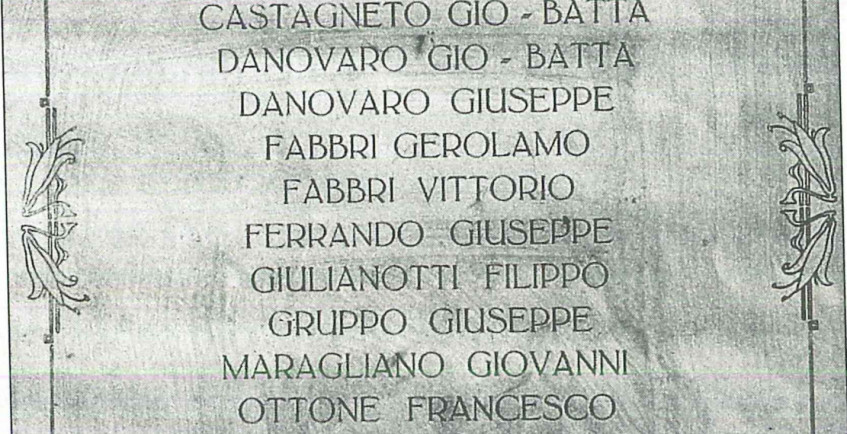 CASTAGNETO GIO - BATTA
DANOVARO GIO - BATTA
DANOVARO GIUSEPPE
FABBRI GEROLAMO
FABBRI VITTORIO
FERRANDO GIUSEPPE
GIULIANOTTI FILIPPO
GRUPPO GIUSEPPE
MARAGLIANO GIOVANNI
OTTONE FRANCESCO